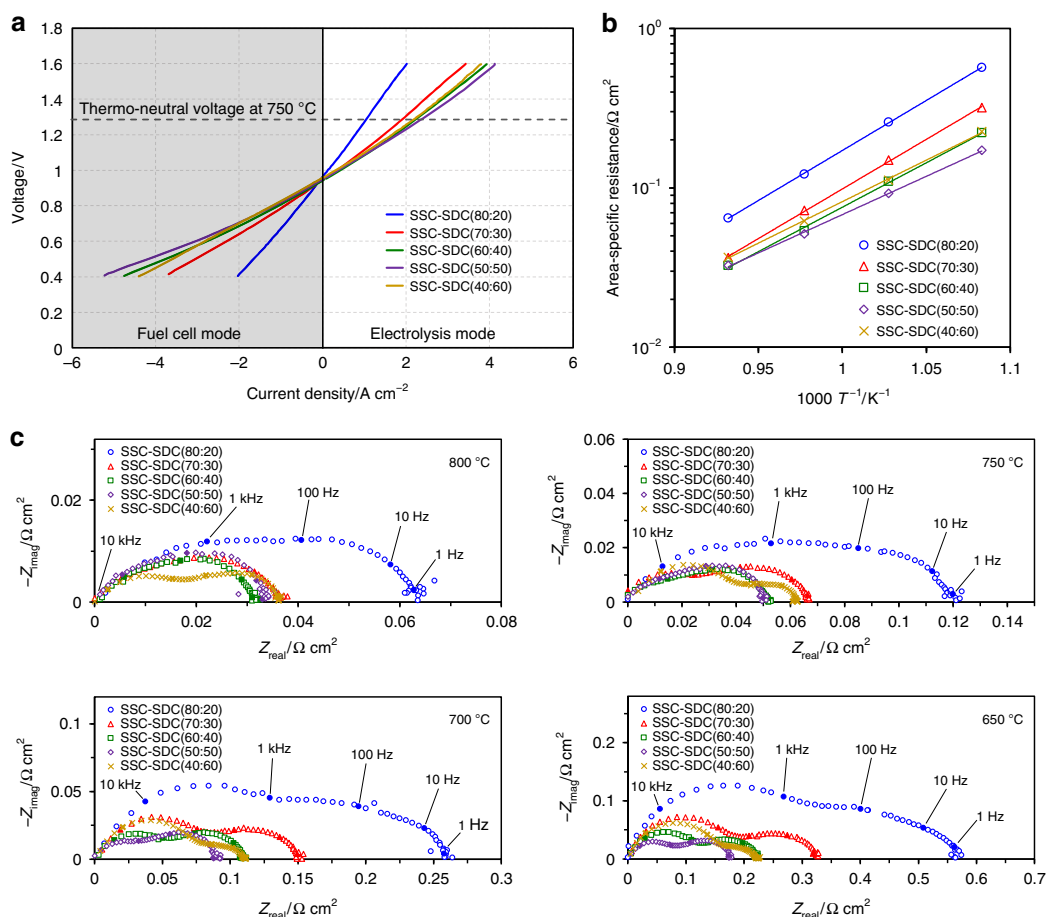 a
1.8
1.6
1.4
1.2
1
0.8
0.6
0.4
0.2
0
Voltage/V
Thermo-neutral voltage at 750 °C
SSC-SDC(80:20)
SSC-SDC(70:30)
SSC-SDC(60:40)
SSC-SDC(50:50)
SSC-SDC(40:60)
Fuel cell mode
Electrolysis mode
−6
−4
−2
0
2
4
6
Current density/A cm⁻²
b
10⁰
10⁻¹
10⁻²
Area-specific resistance/Ω cm²
SSC-SDC(80:20)
SSC-SDC(70:30)
SSC-SDC(60:40)
SSC-SDC(50:50)
SSC-SDC(40:60)
0.9
0.95
1
1.05
1.1
1000 T⁻¹/K⁻¹
c
SSC-SDC(80:20)
SSC-SDC(70:30)
SSC-SDC(60:40)
SSC-SDC(50:50)
SSC-SDC(40:60)
800 °C
10 kHz
1 kHz
100 Hz
10 Hz
1 Hz
0.02
0.01
0
−Zimag/Ω cm²
0
0.02
0.04
0.06
0.08
Zreal/Ω cm²
SSC-SDC(80:20)
SSC-SDC(70:30)
SSC-SDC(60:40)
SSC-SDC(50:50)
SSC-SDC(40:60)
750 °C
10 kHz
1 kHz
100 Hz
10 Hz
1 Hz
0.06
0.04
0.02
0
−Zimag/Ω cm²
0
0.03
0.06
0.09
0.12
0.15
Zreal/Ω cm²
SSC-SDC(80:20)
SSC-SDC(70:30)
SSC-SDC(60:40)
SSC-SDC(50:50)
SSC-SDC(40:60)
700 °C
10 kHz
1 kHz
100 Hz
10 Hz
1 Hz
0.1
0.05
0
−Zimag/Ω cm²
0
0.05
0.1
0.15
0.2
0.25
0.3
Zreal/Ω cm²
SSC-SDC(80:20)
SSC-SDC(70:30)
SSC-SDC(60:40)
SSC-SDC(50:50)
SSC-SDC(40:60)
650 °C
10 kHz
1 kHz
100 Hz
10 Hz
1 Hz
0.2
0.1
0
−Zimag/Ω cm²
0
0.1
0.2
0.3
0.4
0.5
0.6
0.7
Zreal/Ω cm²